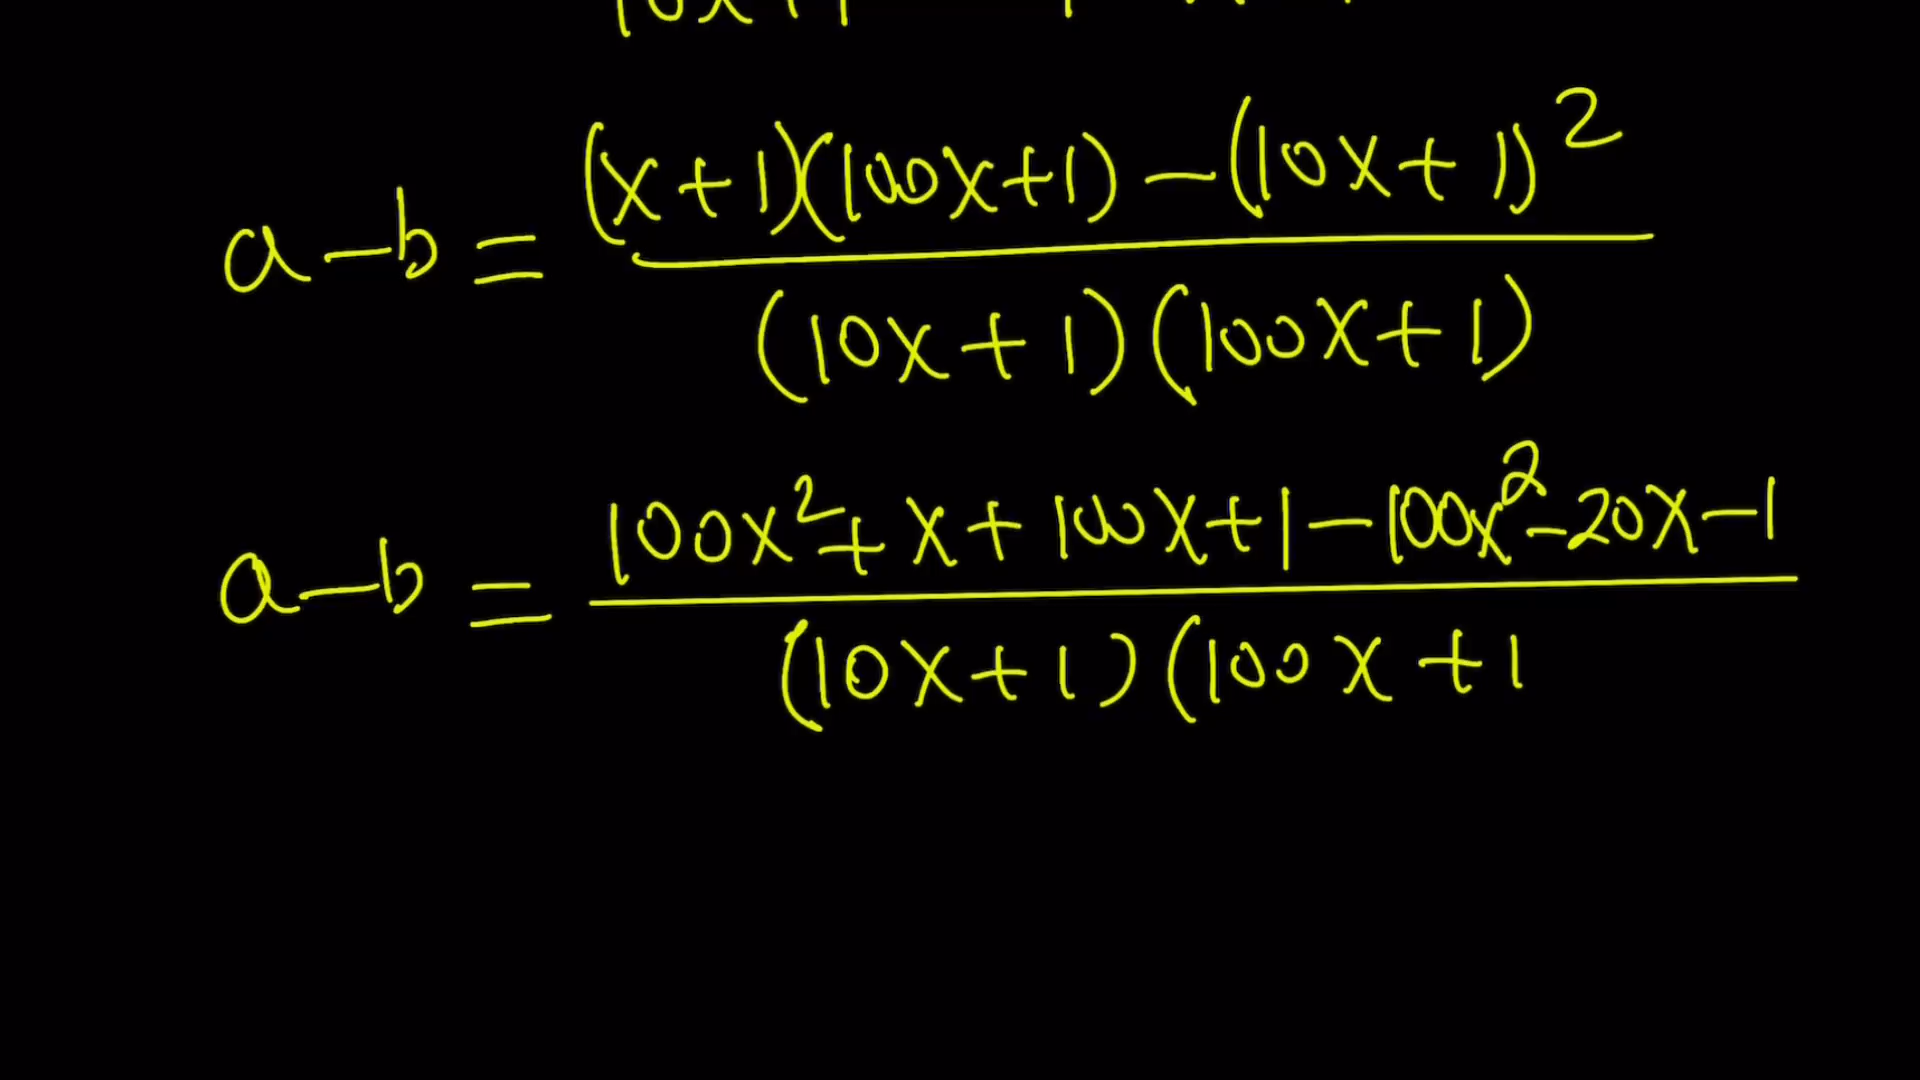 a-b = (x+1)(100x+1)-(10x+1)² / (10x+1)(100x+1)
a-b = 100x²+x+100x+1-100x²-20x-1 / (10x+1)(100x+1